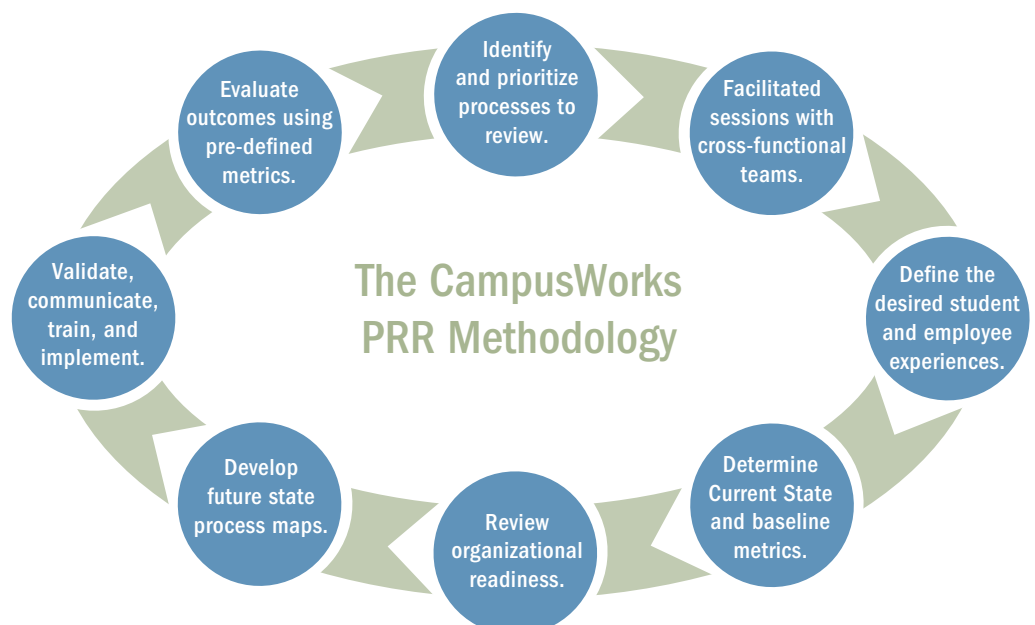 Identify
and prioritize
processes to
review.
Facilitated
sessions with
cross-functional
teams.
Define the
desired student
and employee
experiences.
Determine
Current State
and baseline
metrics.
Review
organizational
readiness.
Develop
future state
process maps.
Validate,
communicate,
train, and
implement.
Evaluate
outcomes using
pre-defined
metrics.
The CampusWorks
PRR Methodology